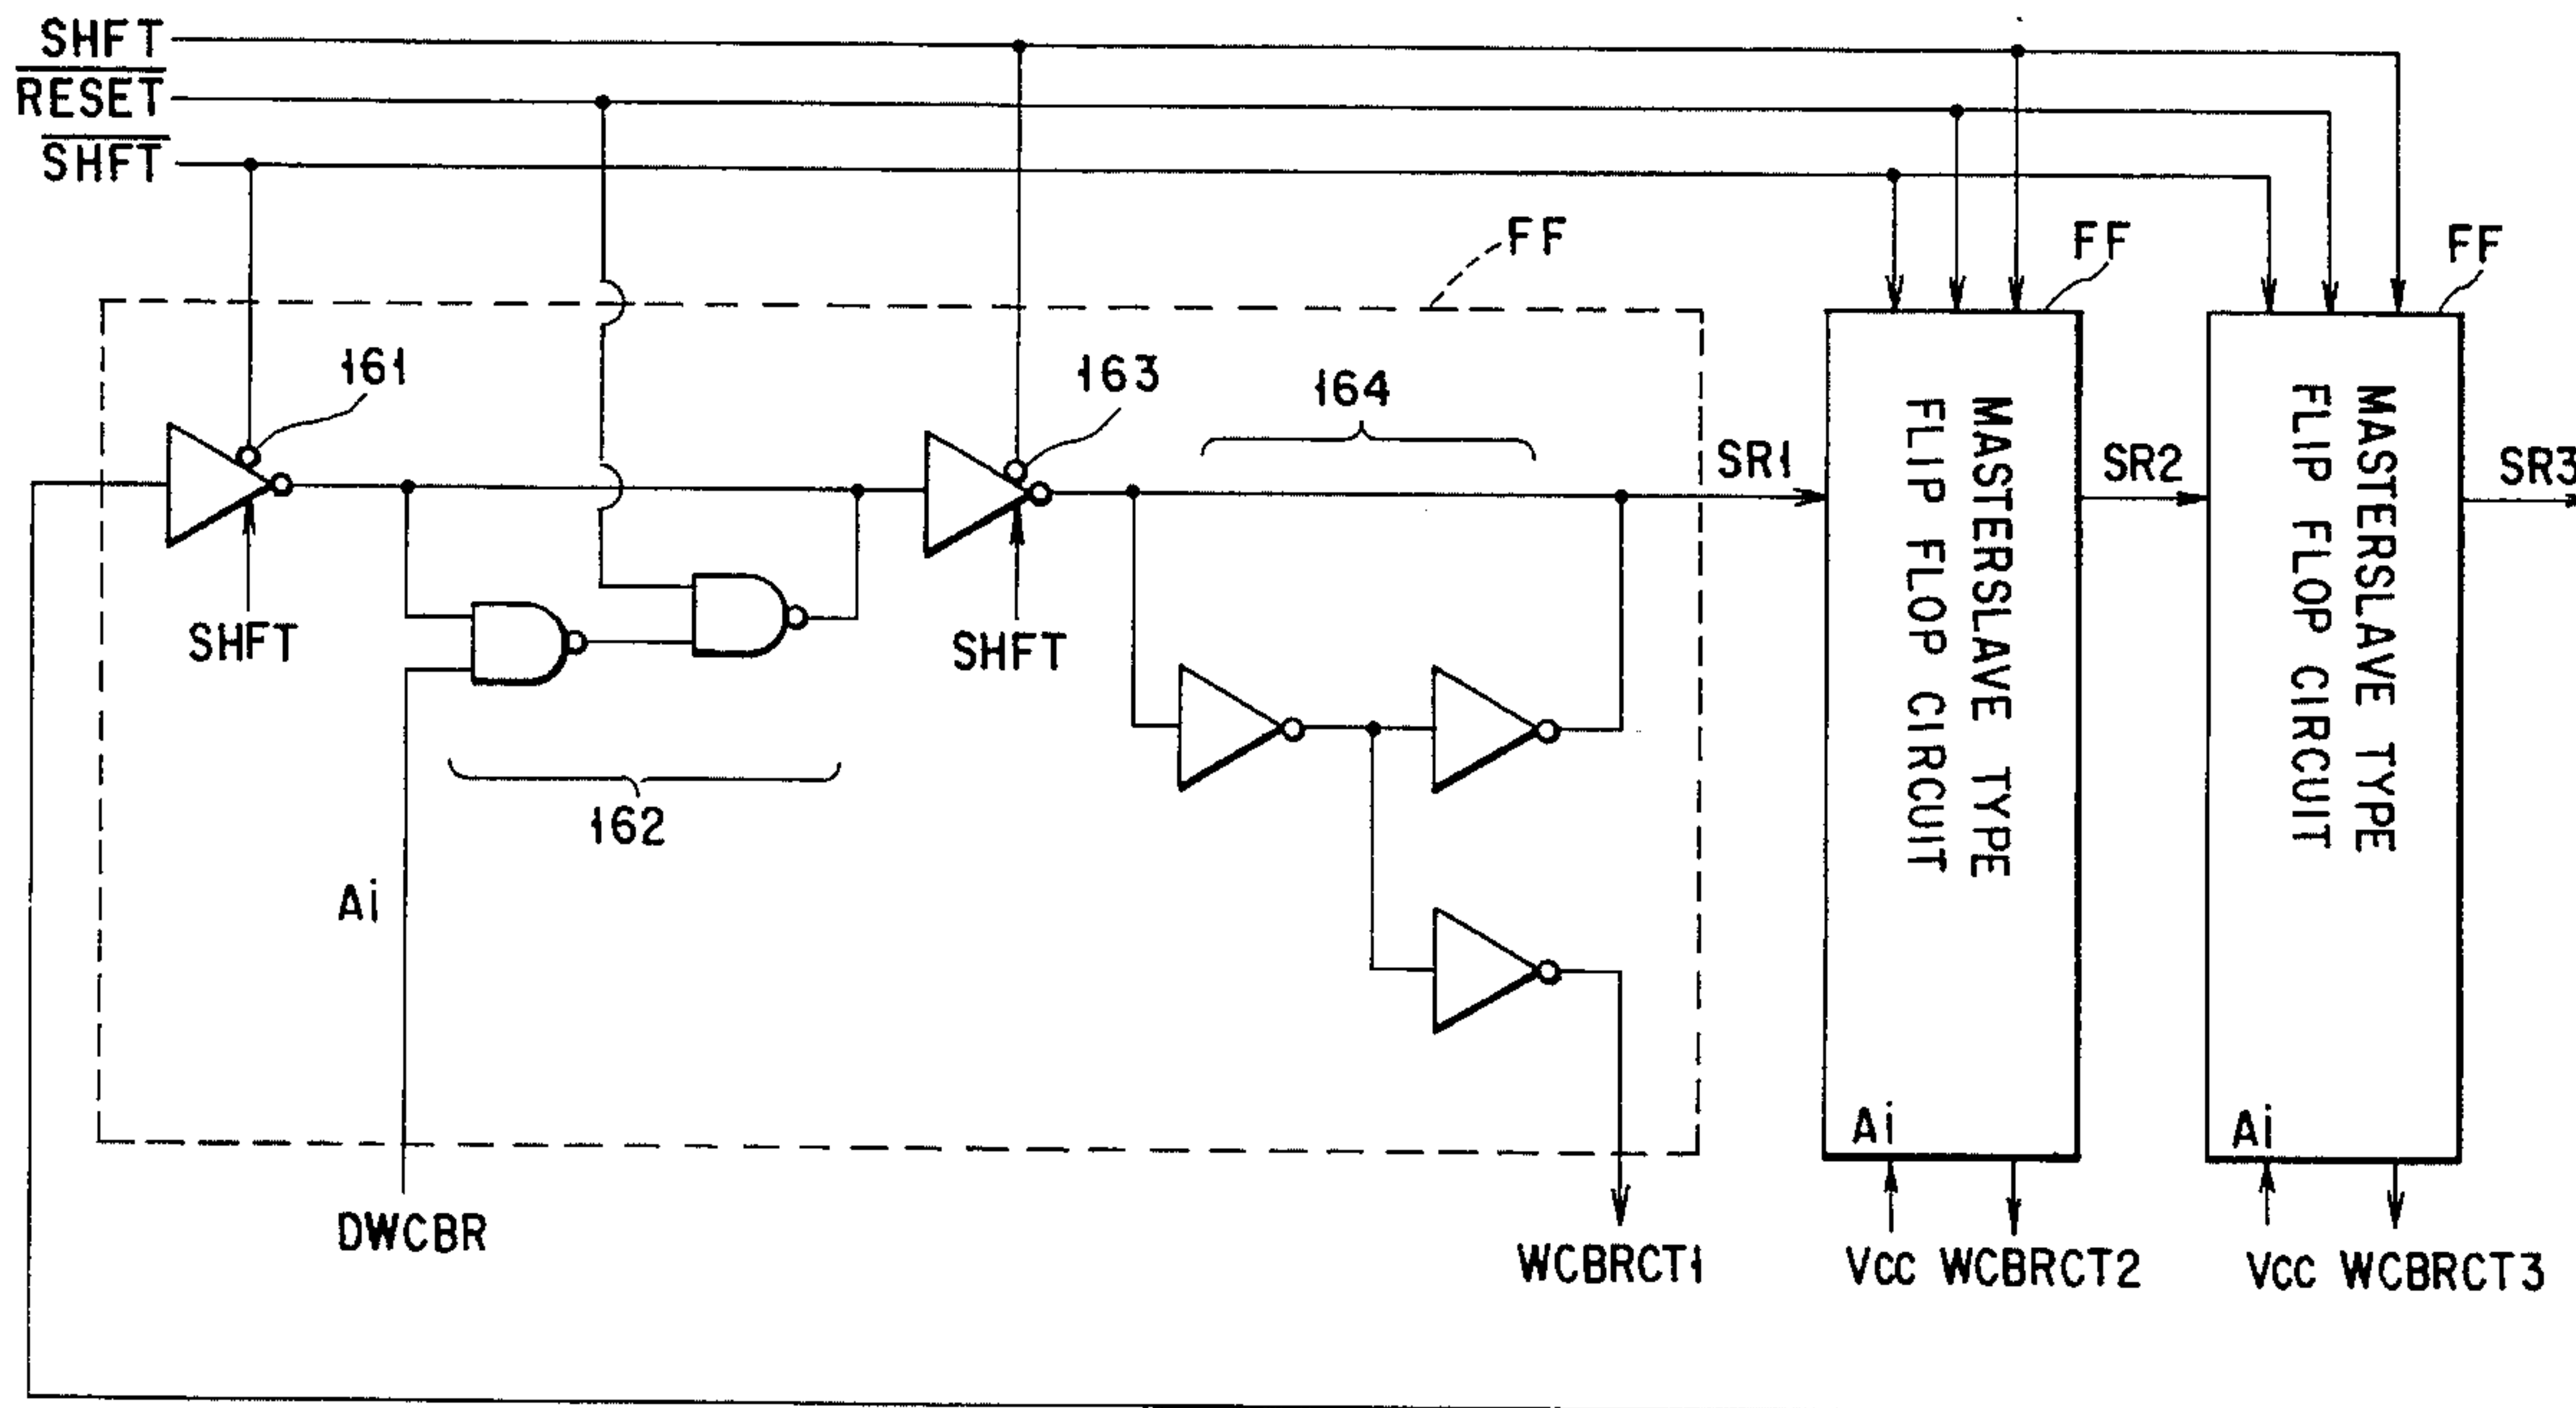 SHFT
RESET
SHFT
FF
FF
FF
161
163
164
SR1
SR2
SR3
SHFT
SHFT
162
MASTERSLAVE TYPE
FLIP FLOP CIRCUIT
MASTERSLAVE TYPE
FLIP FLOP CIRCUIT
Ai
Ai
Ai
DWCBR
WCBRCT1
Vcc WCBRCT2
Vcc WCBRCT3